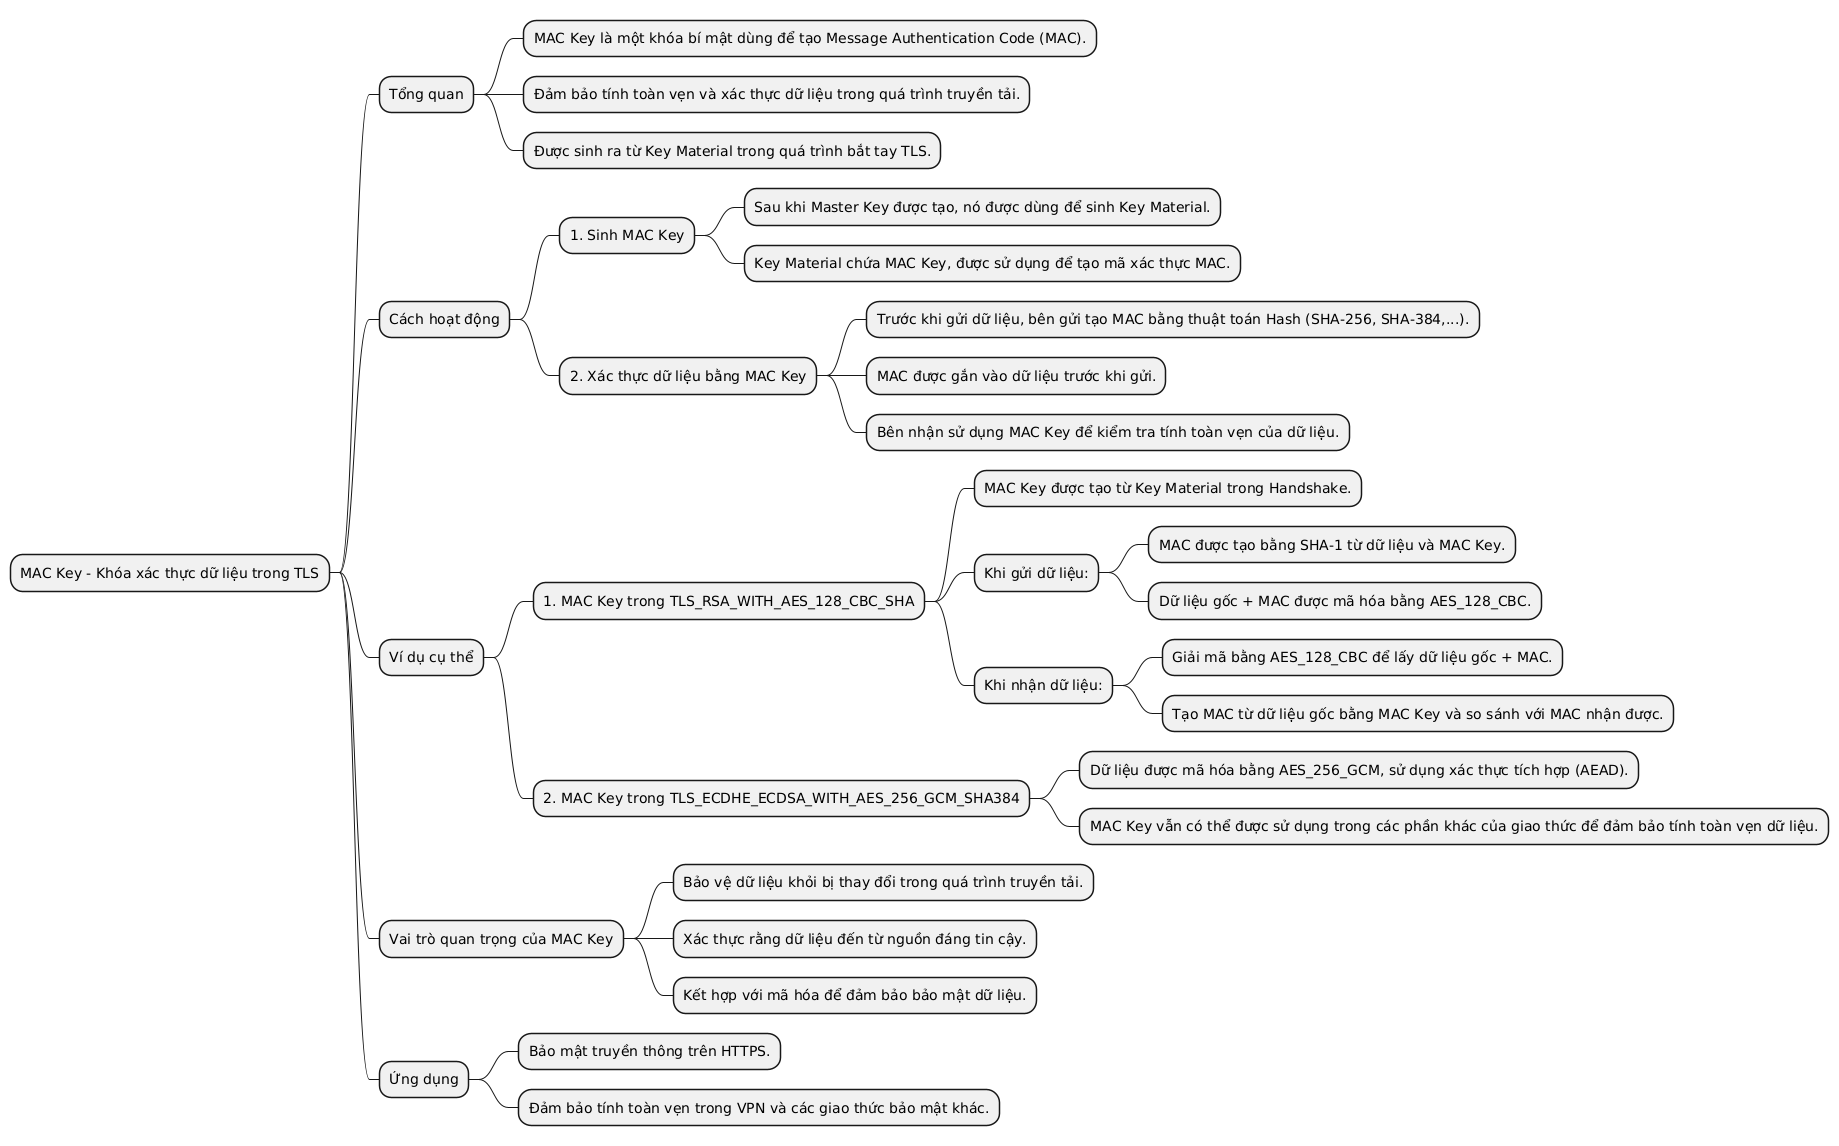 MAC Key - Khóa xác thực dữ liệu trong TLS
Tổng quan
MAC Key là một khóa bí mật dùng để tạo Message Authentication Code (MAC).
Đảm bảo tính toàn vẹn và xác thực dữ liệu trong quá trình truyền tải.
Được sinh ra từ Key Material trong quá trình bắt tay TLS.
Cách hoạt động
1. Sinh MAC Key
Sau khi Master Key được tạo, nó được dùng để sinh Key Material.
Key Material chứa MAC Key, được sử dụng để tạo mã xác thực MAC.
2. Xác thực dữ liệu bằng MAC Key
Trước khi gửi dữ liệu, bên gửi tạo MAC bằng thuật toán Hash (SHA-256, SHA-384,...).
MAC được gắn vào dữ liệu trước khi gửi.
Bên nhận sử dụng MAC Key để kiểm tra tính toàn vẹn của dữ liệu.
Ví dụ cụ thể
1. MAC Key trong TLS_RSA_WITH_AES_128_CBC_SHA
MAC Key được tạo từ Key Material trong Handshake.
Khi gửi dữ liệu:
MAC được tạo bằng SHA-1 từ dữ liệu và MAC Key.
Dữ liệu gốc + MAC được mã hóa bằng AES_128_CBC.
Khi nhận dữ liệu:
Giải mã bằng AES_128_CBC để lấy dữ liệu gốc + MAC.
Tạo MAC từ dữ liệu gốc bằng MAC Key và so sánh với MAC nhận được.
2. MAC Key trong TLS_ECDHE_ECDSA_WITH_AES_256_GCM_SHA384
Dữ liệu được mã hóa bằng AES_256_GCM, sử dụng xác thực tích hợp (AEAD).
MAC Key vẫn có thể được sử dụng trong các phần khác của giao thức để đảm bảo tính toàn vẹn dữ liệu.
Vai trò quan trọng của MAC Key
Bảo vệ dữ liệu khỏi bị thay đổi trong quá trình truyền tải.
Xác thực rằng dữ liệu đến từ nguồn đáng tin cậy.
Kết hợp với mã hóa để đảm bảo bảo mật dữ liệu.
Ứng dụng
Bảo mật truyền thông trên HTTPS.
Đảm bảo tính toàn vẹn trong VPN và các giao thức bảo mật khác.